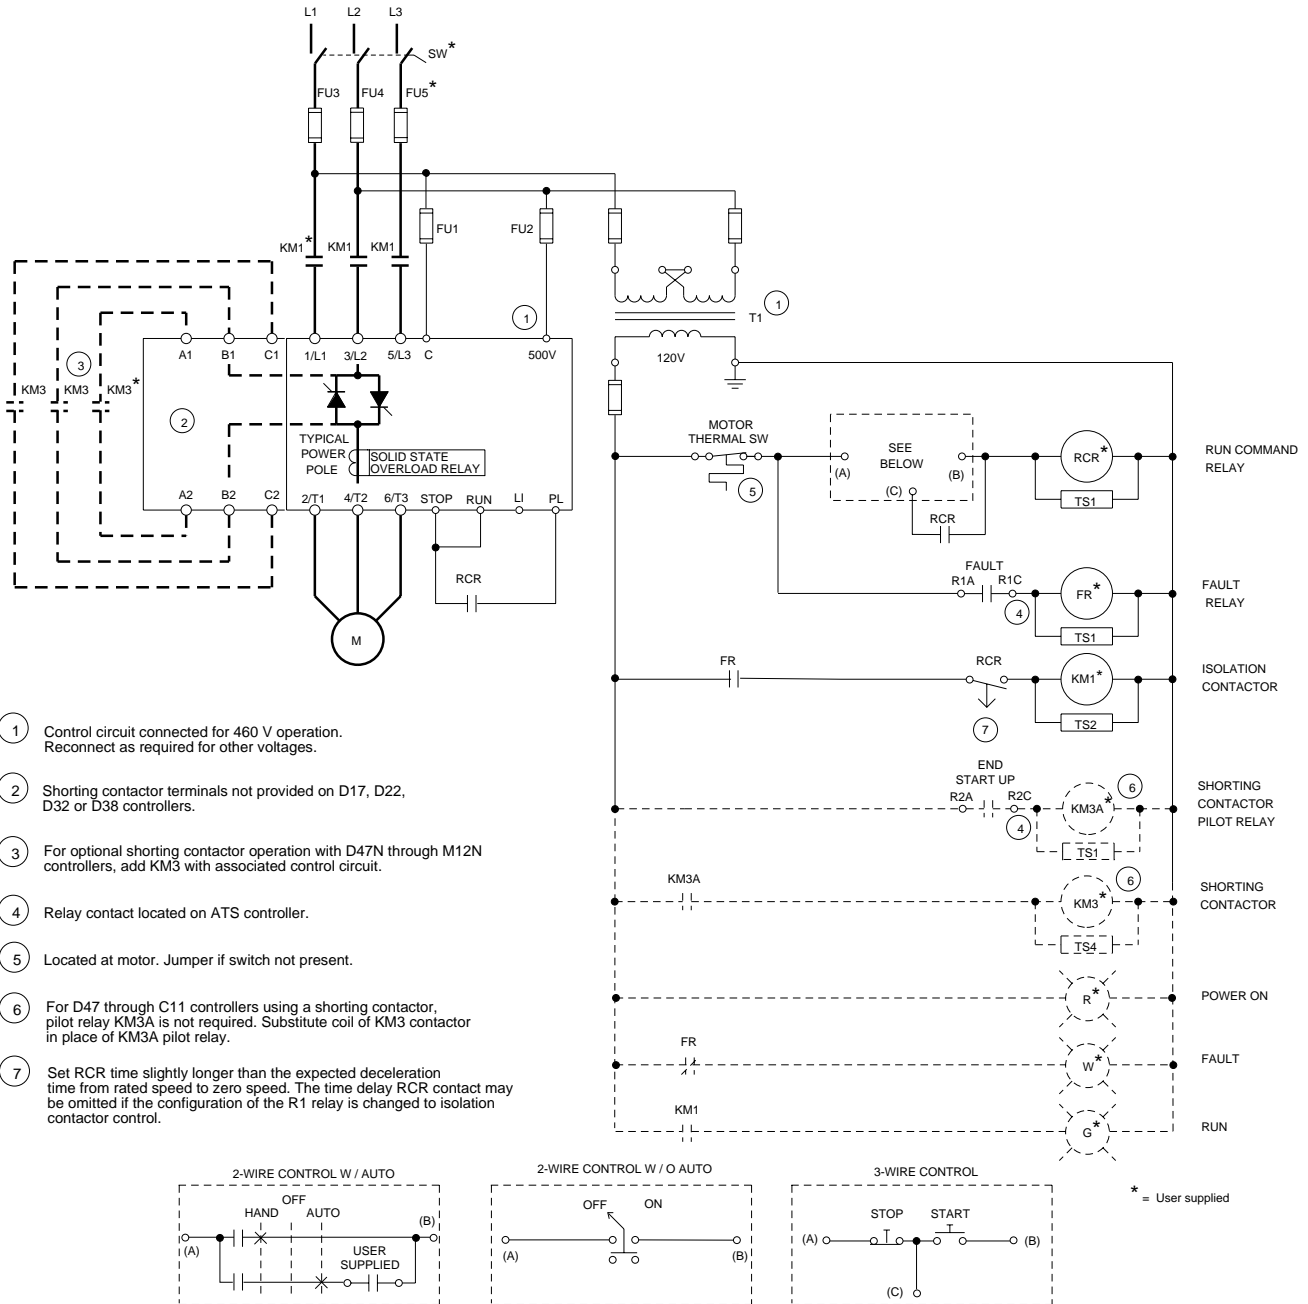 L1 L2 L3
SW*
FU3 FU4 FU5*
FU1 FU2
KM1* KM1 KM1
1
1
T1
120V
A1 B1 C1 1/L1 3/L2 5/L3 C 500V
3
KM3 KM3 KM3*
2
TYPICAL
POWER
POLE
SOLID STATE
OVERLOAD RELAY
A2 B2 C2 2/T1 4/T2 6/T3 STOP RUN LI PL
RCR
M
MOTOR
THERMAL SW
5
SEE
BELOW
(A) (B)
(C)
RCR
RCR*
TS1
RUN COMMAND
RELAY
FAULT
R1A R1C
4
FR*
TS1
FAULT
RELAY
FR
RCR
7
KM1*
TS2
ISOLATION
CONTACTOR
END
START UP
R2A R2C
4
KM3A*
6
TS1
SHORTING
CONTACTOR
PILOT RELAY
KM3A
KM3*
6
TS4
SHORTING
CONTACTOR
R*
POWER ON
FR
W*
FAULT
KM1
G*
RUN
1 Control circuit connected for 460 V operation.
Reconnect as required for other voltages.
2 Shorting contactor terminals not provided on D17, D22,
D32 or D38 controllers.
3 For optional shorting contactor operation with D47N through M12N
controllers, add KM3 with associated control circuit.
4 Relay contact located on ATS controller.
5 Located at motor. Jumper if switch not present.
6 For D47 through C11 controllers using a shorting contactor,
pilot relay KM3A is not required. Substitute coil of KM3 contactor
in place of KM3A pilot relay.
7 Set RCR time slightly longer than the expected deceleration
time from rated speed to zero speed. The time delay RCR contact may
be omitted if the configuration of the R1 relay is changed to isolation
contactor control.
2-WIRE CONTROL W / AUTO
OFF
HAND AUTO
(A) (B)
USER
SUPPLIED
2-WIRE CONTROL W / O AUTO
OFF ON
(A) (B)
3-WIRE CONTROL
STOP START
(A) (B)
(C)
* = User supplied